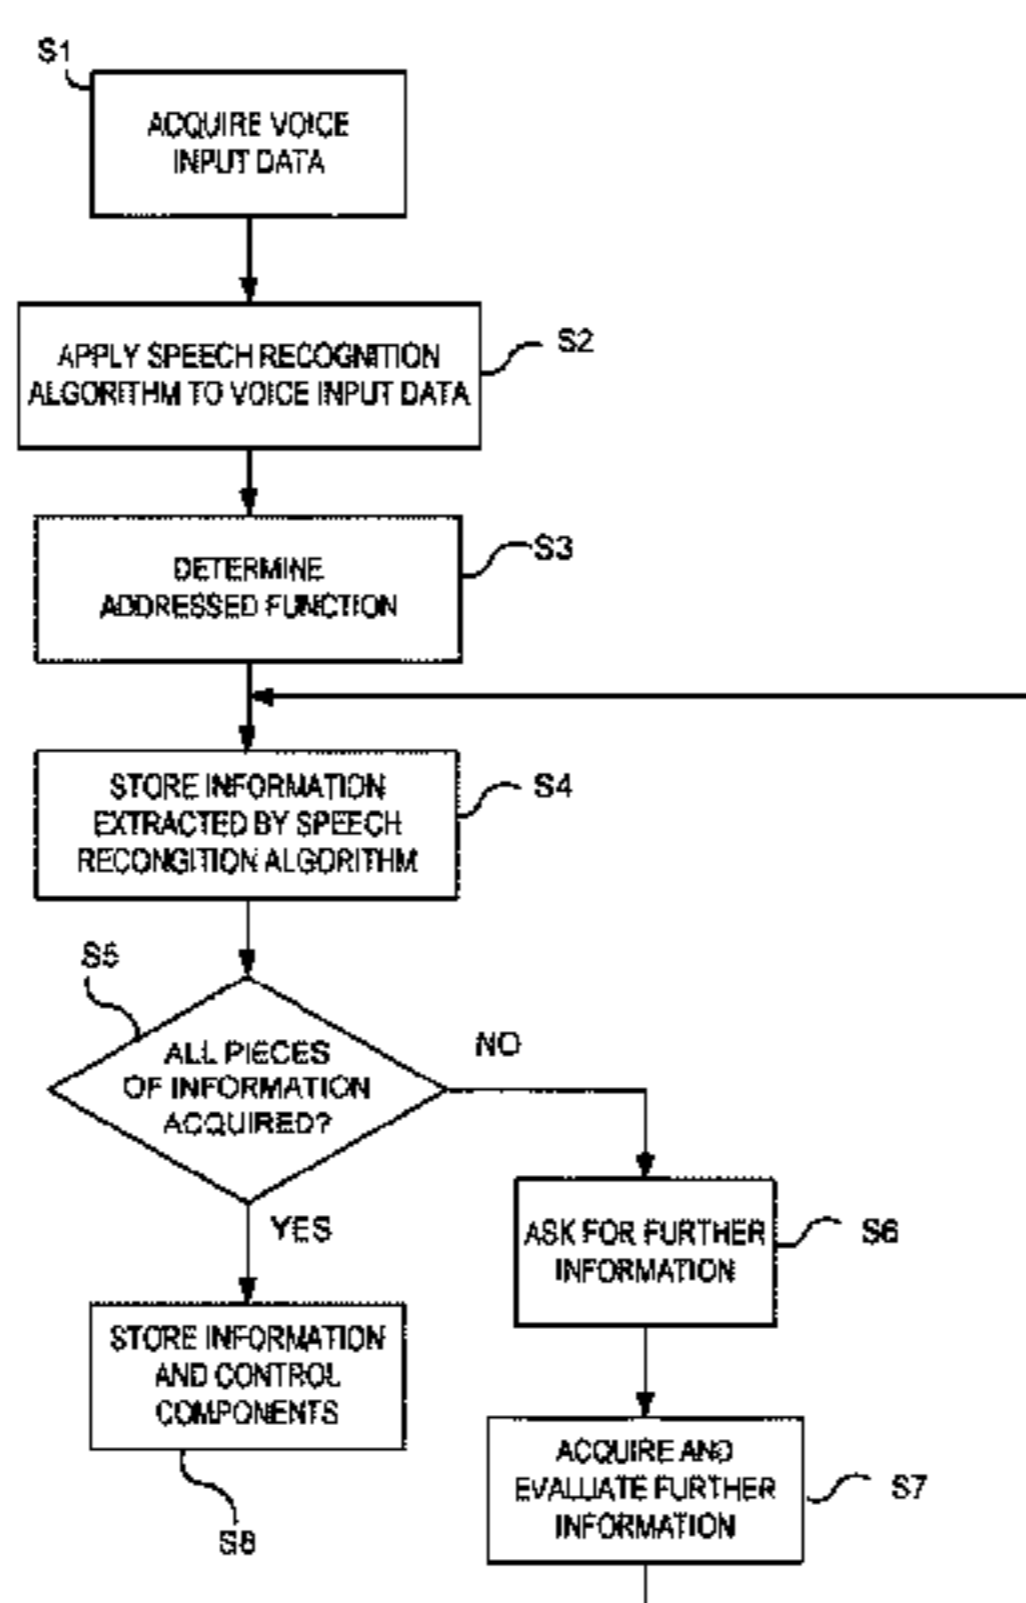 S1
ACQUIRE VOICE
INPUT DATA
APPLY SPEECH RECOGNITION
ALGORITHM TO VOICE INPUT DATA
S2
DETERMINE
ADDRESSED FUNCTION
S3
STORE INFORMATION
EXTRACTED BY SPEECH
RECONGITION ALGORITHM
S4
S5
ALL PIECES
OF INFORMATION
ACQUIRED?
NO
YES
ASK FOR FURTHER
INFORMATION
S6
STORE INFORMATION
AND CONTROL
COMPONENTS
S8
ACQUIRE AND
EVALUATE FURTHER
INFORMATION
S7